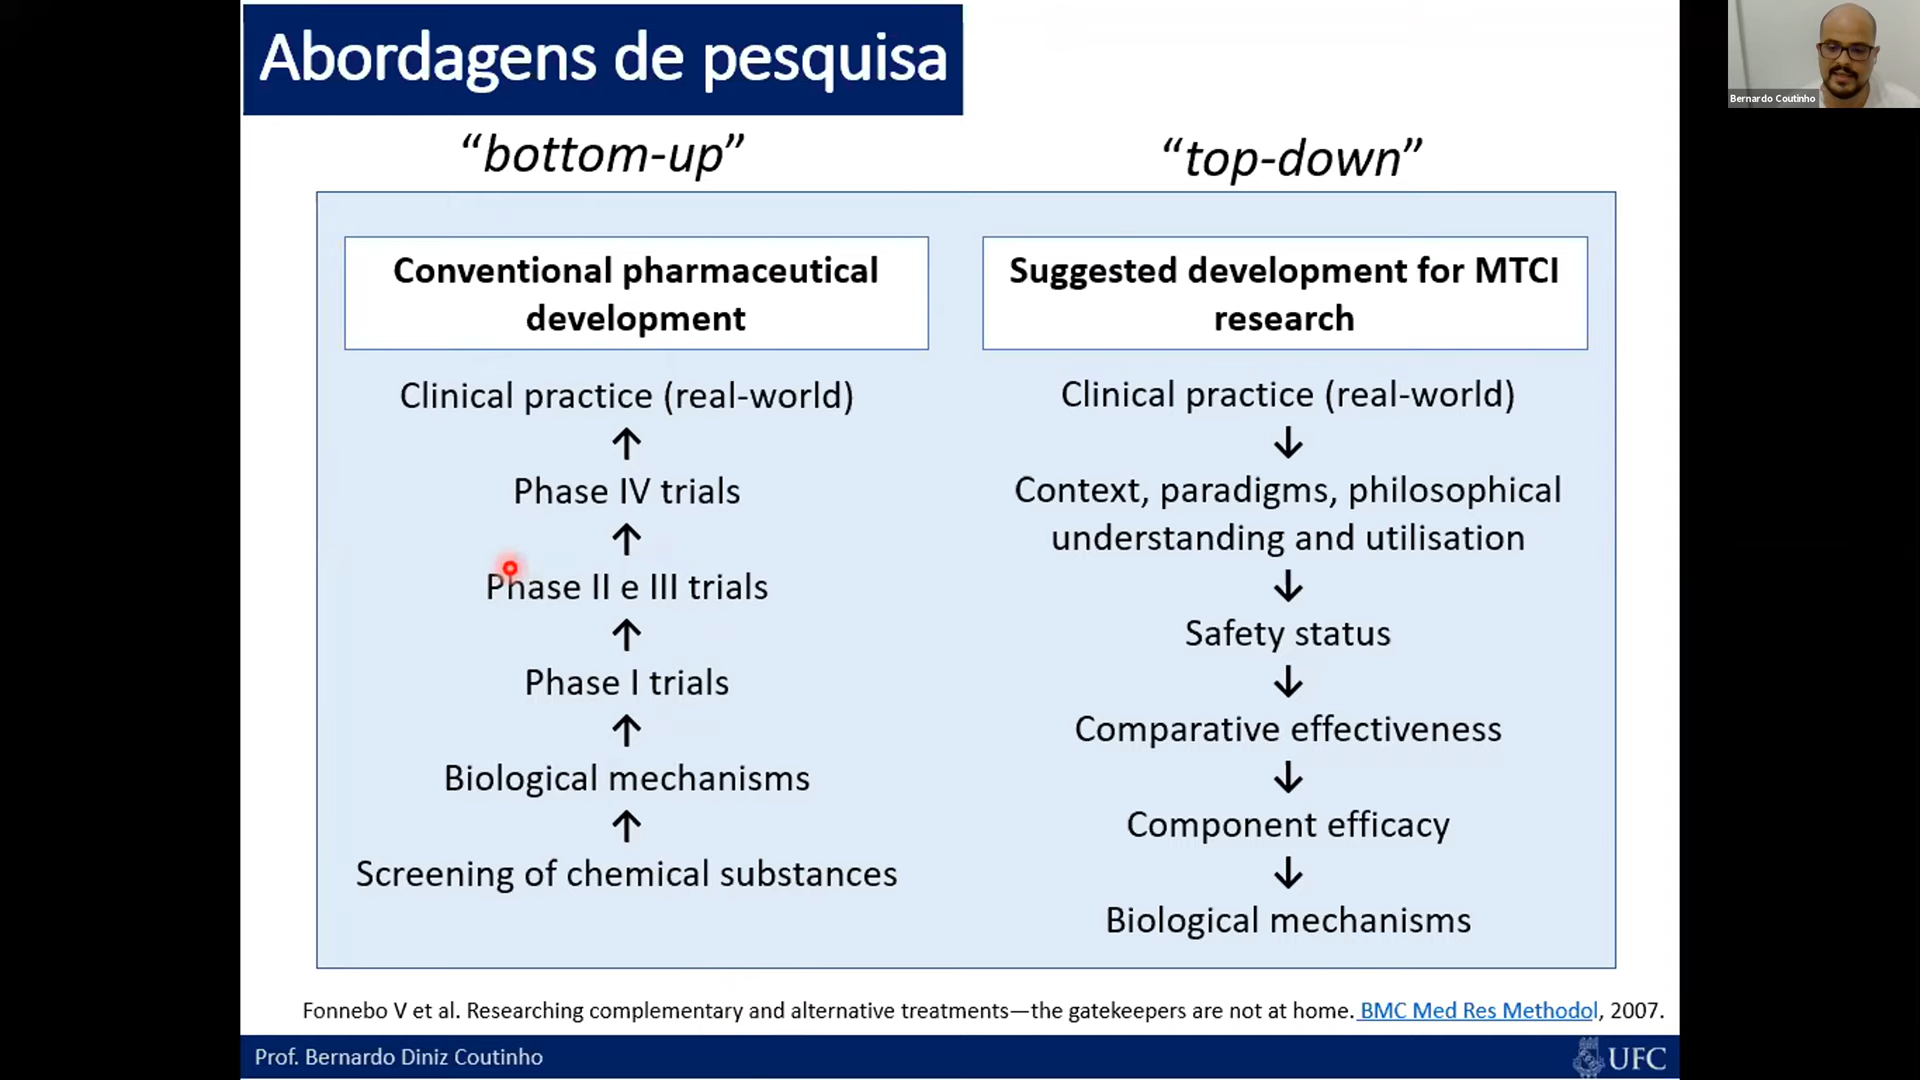 Abordagens de pesquisa
Bernardo Coutinho
“bottom-up”
“top-down”
Conventional pharmaceutical
development
Clinical practice (real-world)
↑
Phase IV trials
↑
Phase II e III trials
↑
Phase I trials
↑
Biological mechanisms
↑
Screening of chemical substances
Suggested development for MTCI
research
Clinical practice (real-world)
↓
Context, paradigms, philosophical
understanding and utilisation
↓
Safety status
↓
Comparative effectiveness
↓
Component efficacy
↓
Biological mechanisms
Fonnebo V et al. Researching complementary and alternative treatments—the gatekeepers are not at home. BMC Med Res Methodol, 2007.
Prof. Bernardo Diniz Coutinho
UFC